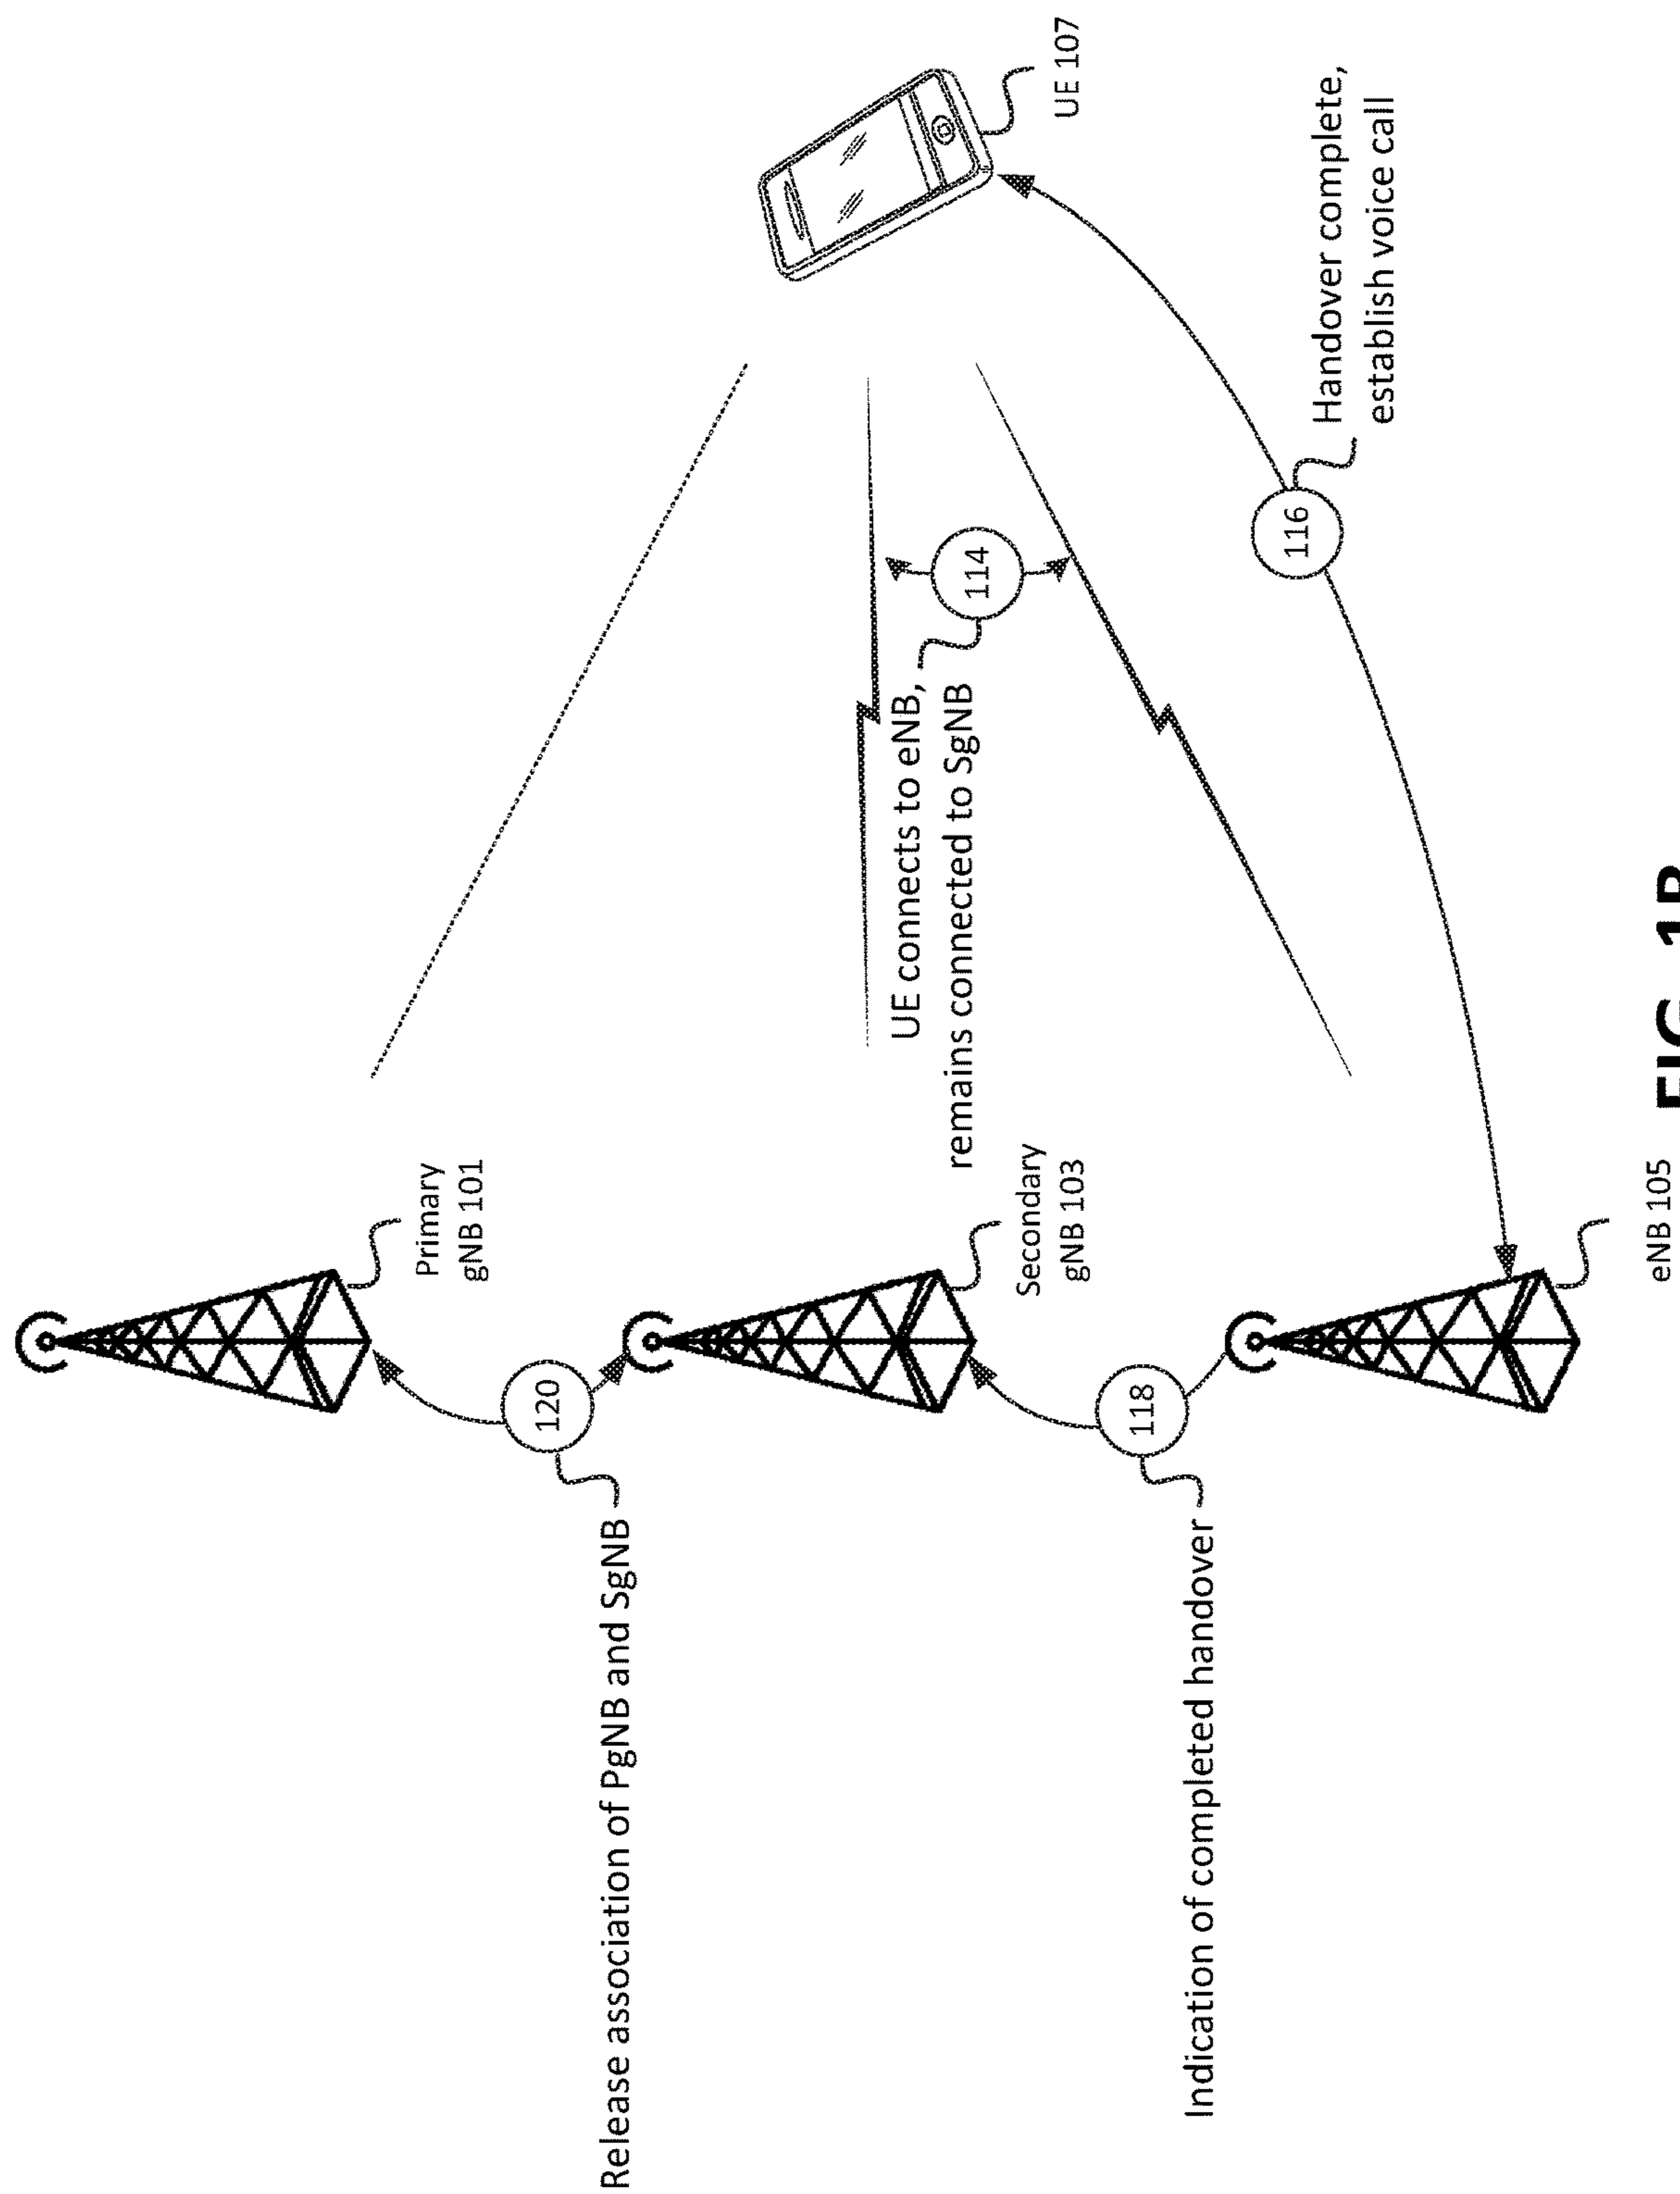 Primary
gNB 101
120
Release association of PgNB and SgNB
UE connects to eNB,
remains connected to SgNB
114
Secondary
gNB 103
UE 107
118
Indication of completed handover
116
Handover complete,
establish voice call
eNB 105
FIG. 1B